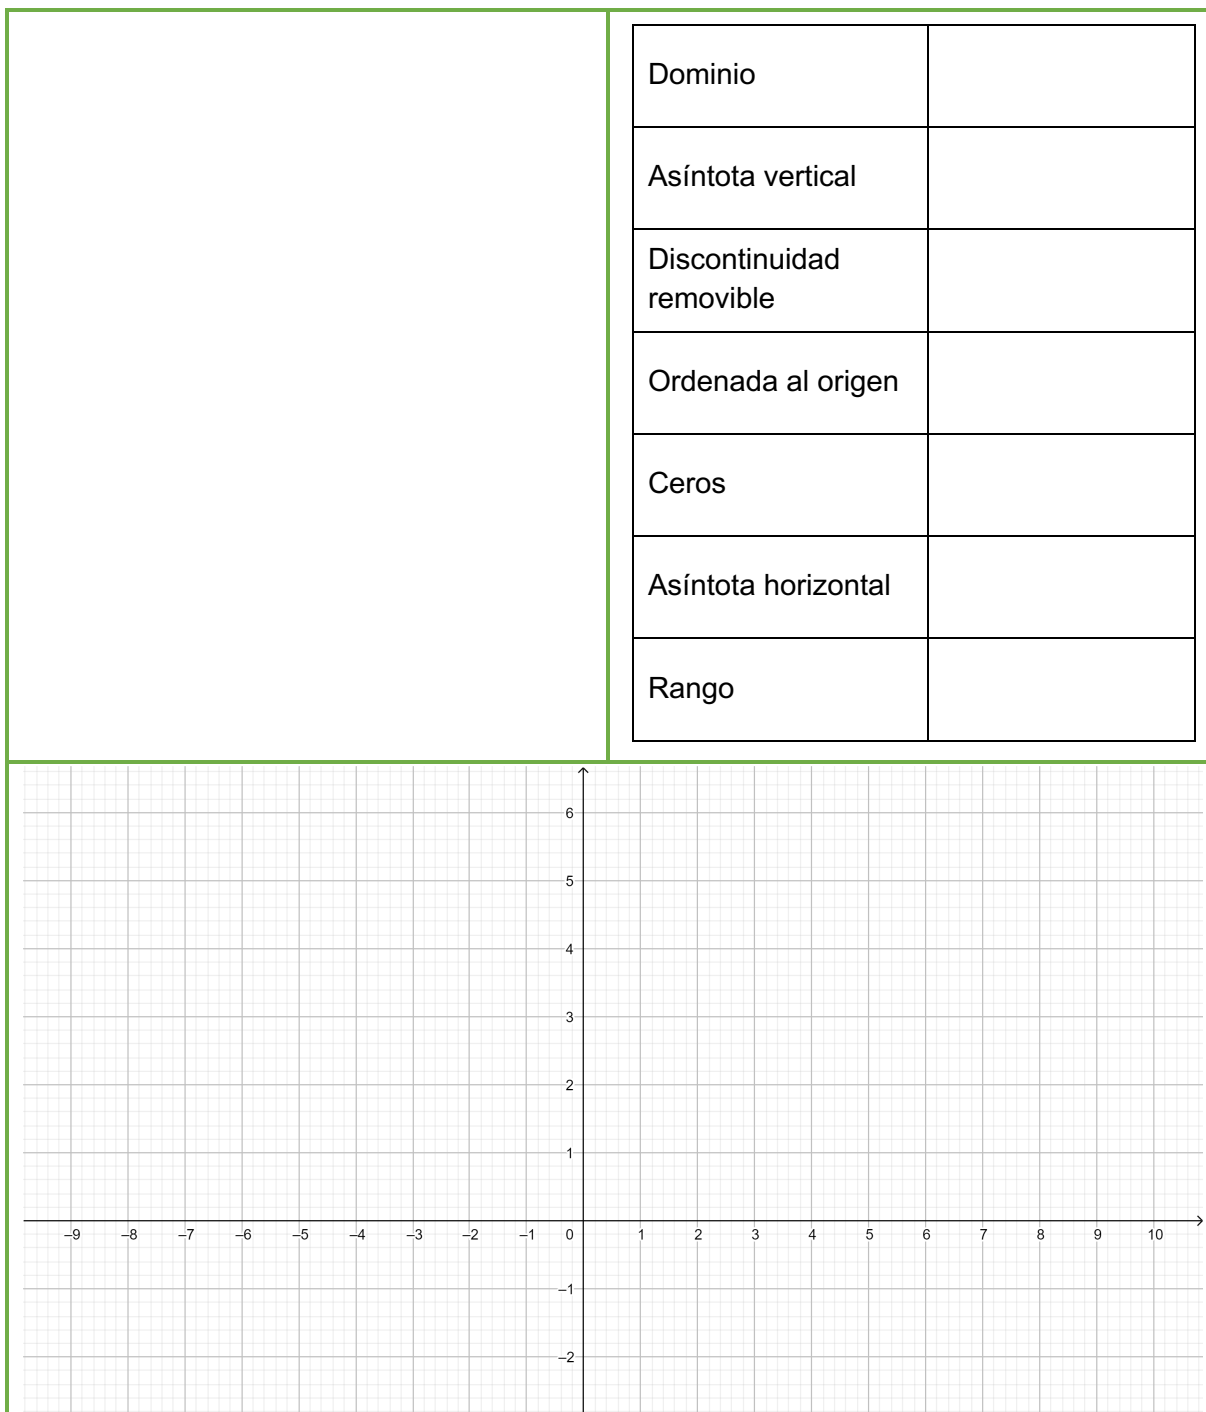 Dominio
Asíntota vertical
Discontinuidad
removible
Ordenada al origen
Ceros
Asíntota horizontal
Rango
6
5
4
3
2
1
–9 –8 –7 –6 –5 –4 –3 –2 –1 0 1 2 3 4 5 6 7 8 9 10
–1
–2